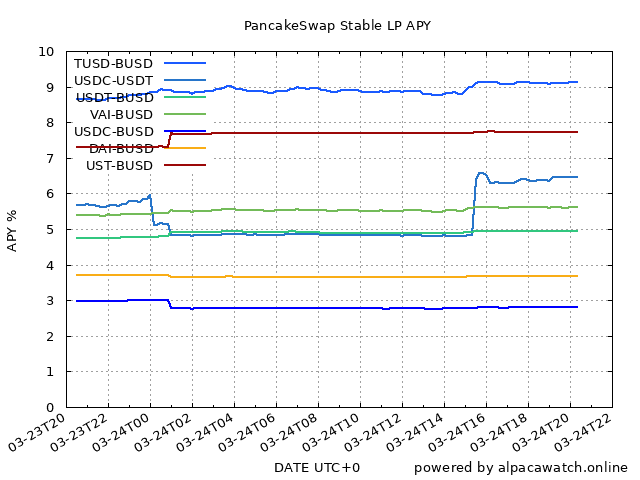 PancakeSwap Stable LP APY
10
9
8
7
6
5
4
3
2
1
0
APY %
TUSD-BUSD
USDC-USDT
USDT-BUSD
VAI-BUSD
USDC-BUSD
DAI-BUSD
UST-BUSD
03-23T20
03-23T22
03-24T00
03-24T02
03-24T04
03-24T06
03-24T08
03-24T10
03-24T12
03-24T14
03-24T16
03-24T18
03-24T20
03-24T22
DATE UTC+0
powered by alpacawatch.online